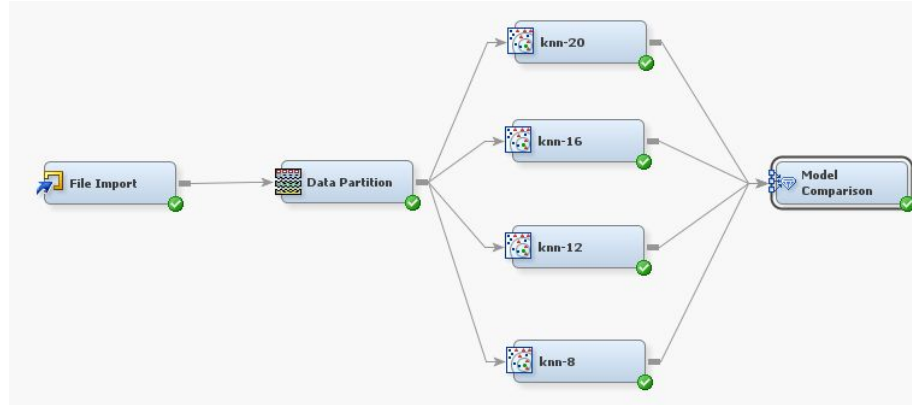 File Import
Data Partition
knn-20
knn-16
knn-12
knn-8
Model
Comparison